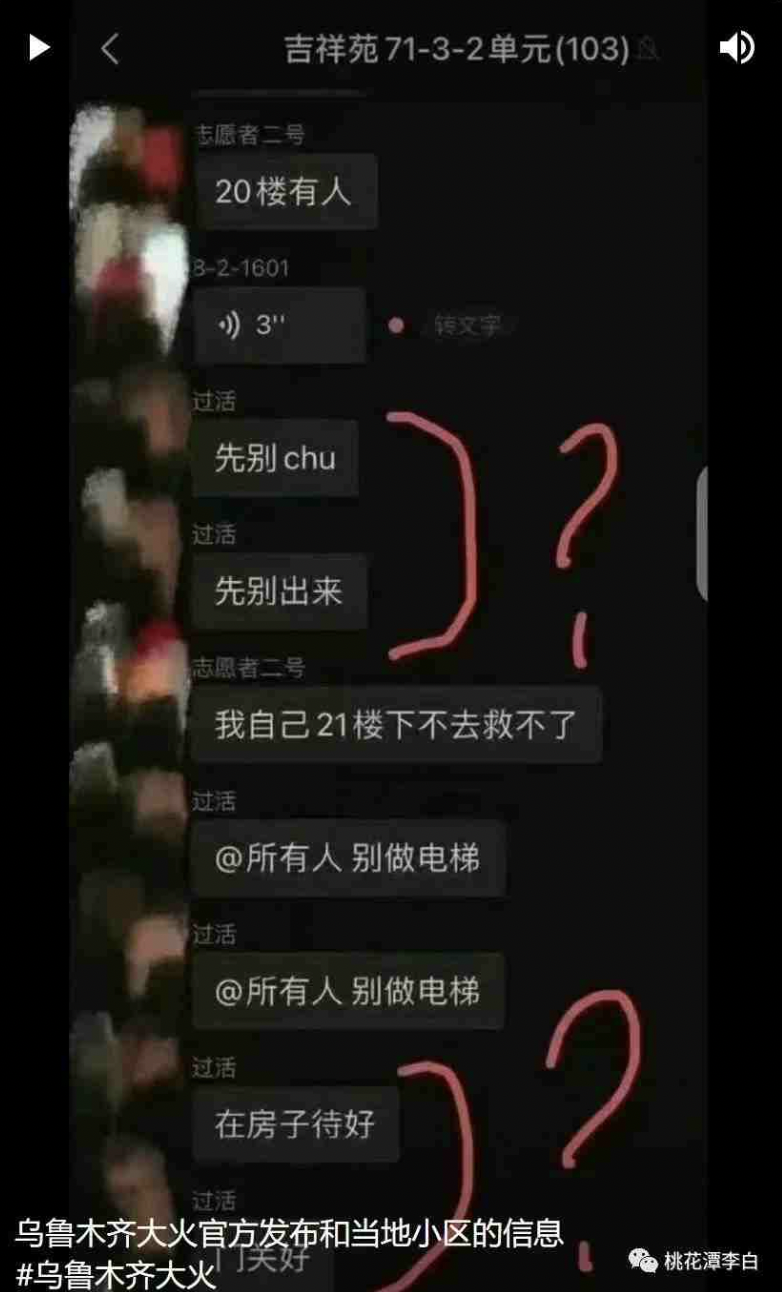 吉祥苑71-3-2单元(103)
志愿者二号
20楼有人
8-2-1601
3''
转文字
过活
先别chu
过活
先别出来
志愿者二号
我自己21楼下不去救不了
过活
@所有人 别做电梯
过活
@所有人 别做电梯
过活
在房子待好
过活
门关好
乌鲁木齐大火官方发布和当地小区的信息
#乌鲁木齐大火
桃花潭李白